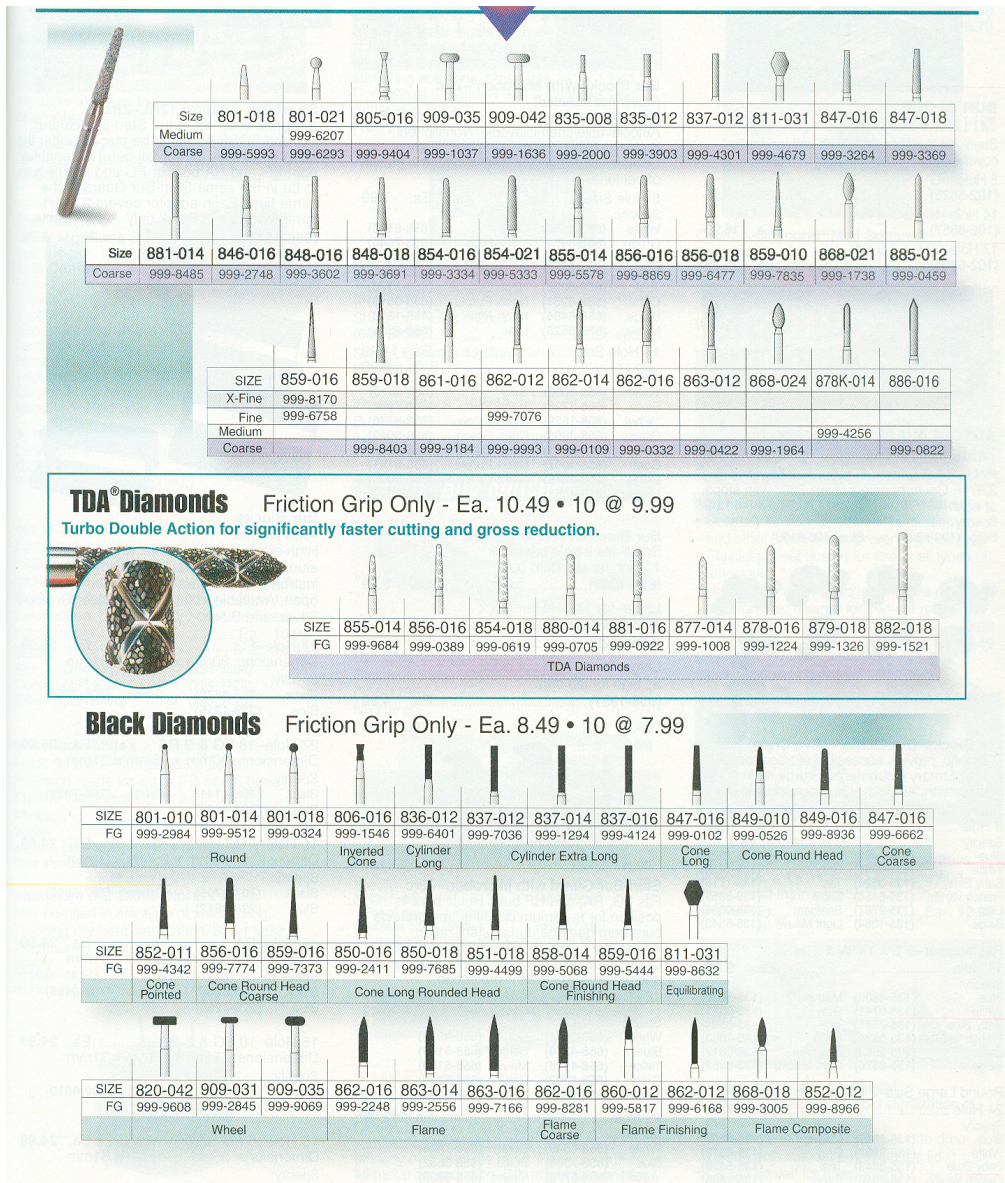 Size 801-018 801-021 805-016 909-035 909-042 835-008 835-012 837-012 811-031 847-016 847-018
Medium 999-6207
Coarse 999-5993 999-6293 999-9404 999-1037 999-1636 999-2000 999-3903 999-4301 999-4679 999-3264 999-3369
Size 881-014 846-016 848-016 848-018 854-016 854-021 855-014 856-016 856-018 859-010 868-021 885-012
Coarse 999-8485 999-2748 999-3602 999-3691 999-3334 999-5333 999-5578 999-8869 999-6477 999-7835 999-1738 999-0459
SIZE 859-016 859-018 861-016 862-012 862-014 862-016 863-012 868-024 878K-014 886-016
X-Fine 999-8170
Fine 999-6758 999-7076
Medium 999-4256
Coarse 999-8403 999-9184 999-9993 999-0109 999-0332 999-0422 999-1964 999-0822
TDA®Diamonds Friction Grip Only - Ea. 10.49 • 10 @ 9.99
Turbo Double Action for significantly faster cutting and gross reduction.
SIZE 855-014 856-016 854-018 880-014 881-016 877-014 878-016 879-018 882-018
FG 999-9684 999-0389 999-0619 999-0705 999-0922 999-1008 999-1224 999-1326 999-1521
TDA Diamonds
Black Diamonds Friction Grip Only - Ea. 8.49 • 10 @ 7.99
SIZE 801-010 801-014 801-018 806-016 836-012 837-012 837-014 837-016 847-016 849-010 849-016 847-016
FG 999-2984 999-9512 999-0324 999-1546 999-6401 999-7036 999-1294 999-4124 999-0102 999-0526 999-8936 999-6662
Round Inverted Cone Cylinder Long Cylinder Extra Long Cone Long Cone Round Head Cone Coarse
SIZE 852-011 856-016 859-016 850-016 850-018 851-018 858-014 859-016 811-031
FG 999-4342 999-7774 999-7373 999-2411 999-7685 999-4499 999-5068 999-5444 999-8632
Cone Pointed Cone Round Head Coarse Cone Long Rounded Head Cone Round Head Finishing Equilibrating
SIZE 820-042 909-031 909-035 862-016 863-014 863-016 862-016 860-012 862-012 868-018 852-012
FG 999-9608 999-2845 999-9069 999-2248 999-2556 999-7166 999-8281 999-5817 999-6168 999-3005 999-8966
Wheel Flame Flame Coarse Flame Finishing Flame Composite